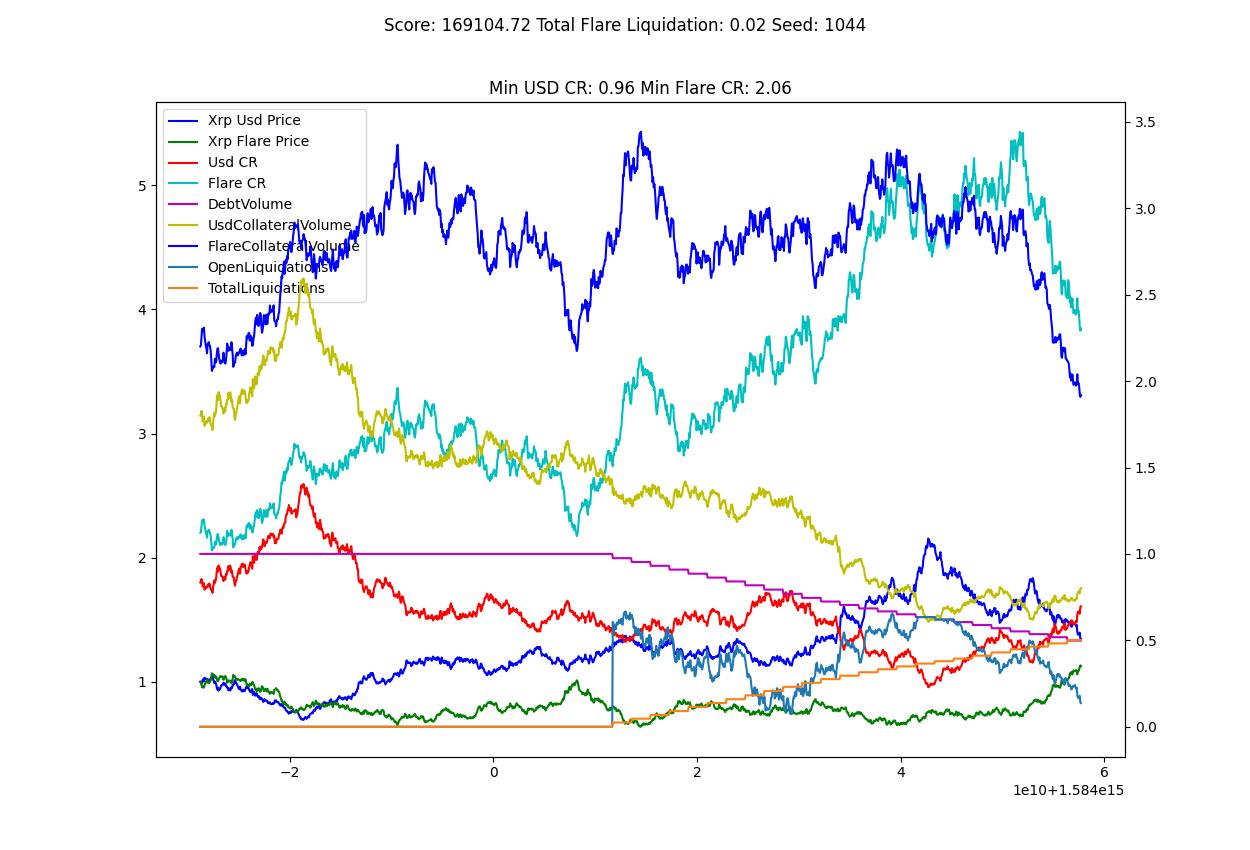 Score: 169104.72 Total Flare Liquidation: 0.02 Seed: 1044
Min USD CR: 0.96 Min Flare CR: 2.06
Xrp Usd Price
Xrp Flare Price
Usd CR
Flare CR
DebtVolume
UsdCollateralVolume
FlareCollateralVolume
OpenLiquidations
TotalLiquidations
5
4
3
2
1
3.5
3.0
2.5
2.0
1.5
1.0
0.5
0.0
−2
0
2
4
6
1e10+1.584e15